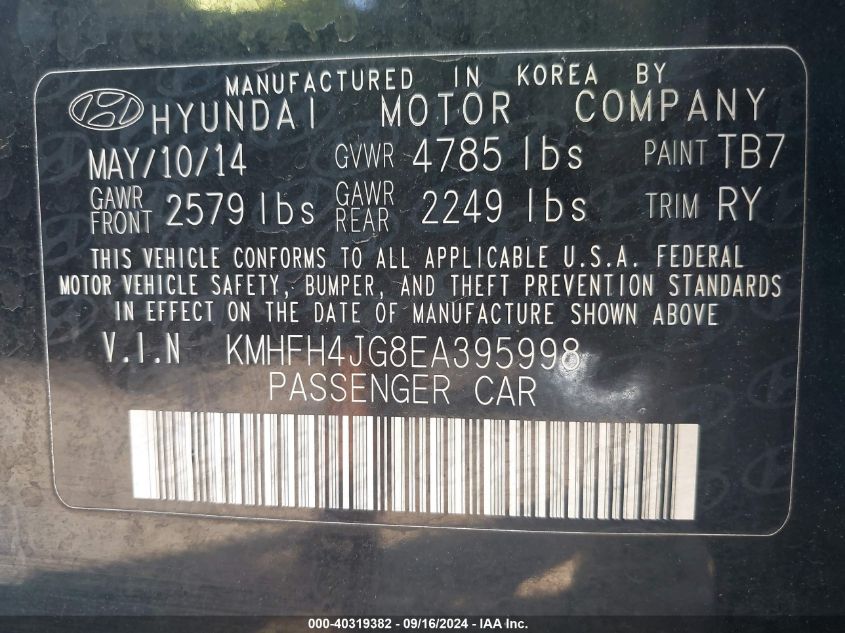 MANUFACTURED IN KOREA BY
HYUNDAI MOTOR COMPANY
MAY/10/14 GVWR 4785 lbs PAINT TB7
GAWR FRONT 2579 lbs GAWR REAR 2249 lbs TRIM RY
THIS VEHICLE CONFORMS TO ALL APPLICABLE U.S.A. FEDERAL
MOTOR VEHICLE SAFETY, BUMPER, AND THEFT PREVENTION STANDARDS
IN EFFECT ON THE DATE OF MANUFACTURE SHOWN ABOVE
V.I.N KMHFH4JG8EA395998
PASSENGER CAR
000-40319382 - 09/16/2024 - IAA, Inc.